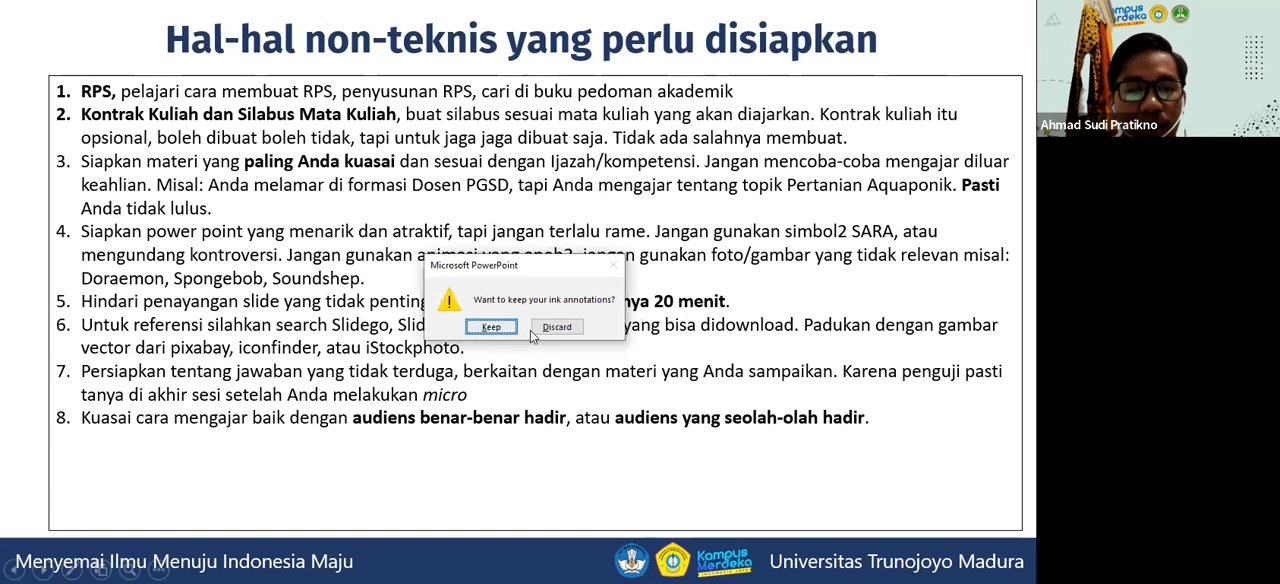 Hal-hal non-teknis yang perlu disiapkan
1. RPS, pelajari cara membuat RPS, penyusunan RPS, cari di buku pedoman akademik
2. Kontrak Kuliah dan Silabus Mata Kuliah, buat silabus sesuai mata kuliah yang akan diajarkan. Kontrak kuliah itu
opsional, boleh dibuat boleh tidak, tapi untuk jaga jaga dibuat saja. Tidak ada salahnya membuat.
3. Siapkan materi yang paling Anda kuasai dan sesuai dengan Ijazah/kompetensi. Jangan mencoba-coba mengajar diluar
keahlian. Misal: Anda melamar di formasi Dosen PGSD, tapi Anda mengajar tentang topik Pertanian Aquaponik. Pasti
Anda tidak lulus.
4. Siapkan power point yang menarik dan atraktif, tapi jangan terlalu rame. Jangan gunakan simbol2 SARA, atau
mengundang kontroversi. Jangan gunakan animasi yang aneh2, jangan gunakan foto/gambar yang tidak relevan misal:
Doraemon, Spongebob, Soundshep.
5. Hindari penayangan slide yang tidak penting nya 20 menit.
6. Untuk referensi silahkan search Slidego, yang bisa didownload. Padukan dengan gambar
vector dari pixabay, iconfinder, atau iStockphoto.
7. Persiapkan tentang jawaban yang tidak terduga, berkaitan dengan materi yang Anda sampaikan. Karena penguji pasti
tanya di akhir sesi setelah Anda melakukan micro
8. Kuasai cara mengajar baik dengan audiens benar-benar hadir, atau audiens yang seolah-olah hadir.
Microsoft PowerPoint
Want to keep your ink annotations?
Keep Discard
Menyemai Ilmu Menuju Indonesia Maju
Kampus
Merdeka
INDONESIA JAYA
Universitas Trunojoyo Madura
Ahmad Sudi Pratikno